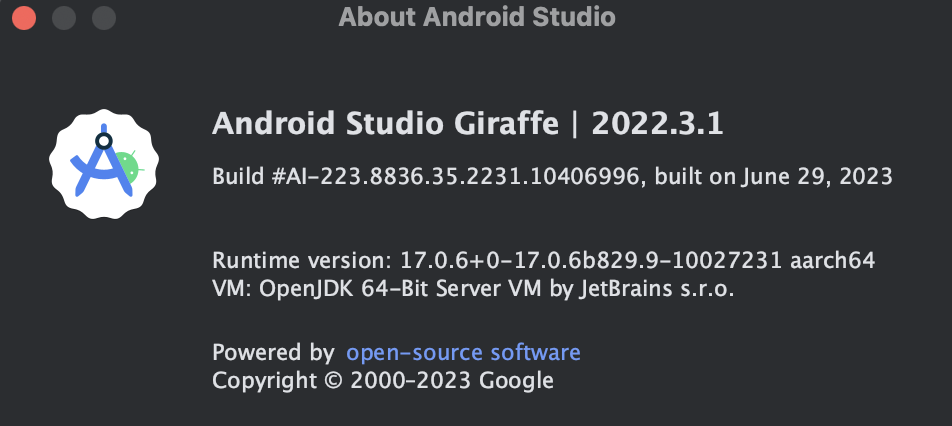 About Android Studio
Android Studio Giraffe | 2022.3.1
Build #AI-223.8836.35.2231.10406996, built on June 29, 2023
Runtime version: 17.0.6+0-17.0.6b829.9-10027231 aarch64
VM: OpenJDK 64-Bit Server VM by JetBrains s.r.o.
Powered by open-source software
Copyright © 2000–2023 Google